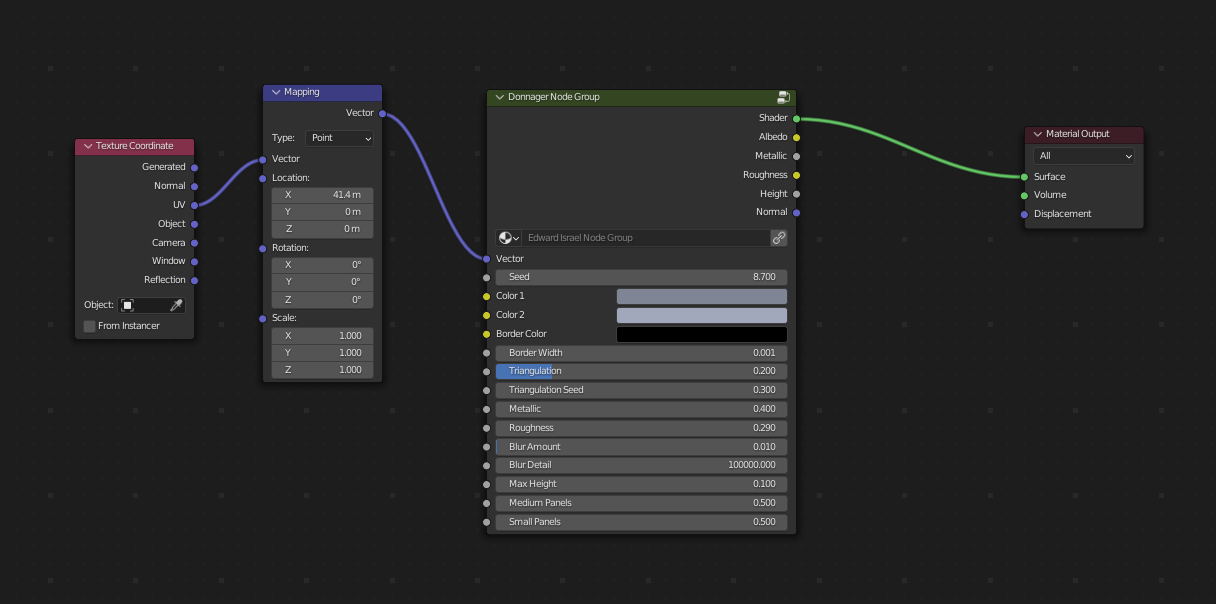 Texture Coordinate
Generated
Normal
UV
Object
Camera
Window
Reflection
Object:
From Instancer
Mapping
Vector
Type: Point
Vector
Location:
X 41.4 m
Y 0 m
Z 0 m
Rotation:
X 0°
Y 0°
Z 0°
Scale:
X 1.000
Y 1.000
Z 1.000
Donnager Node Group
Shader
Albedo
Metallic
Roughness
Height
Normal
Edward Israel Node Group
Vector
Seed 8.700
Color 1
Color 2
Border Color
Border Width 0.001
Triangulation 0.200
Triangulation Seed 0.300
Metallic 0.400
Roughness 0.290
Blur Amount 0.010
Blur Detail 100000.000
Max Height 0.100
Medium Panels 0.500
Small Panels 0.500
Material Output
All
Surface
Volume
Displacement